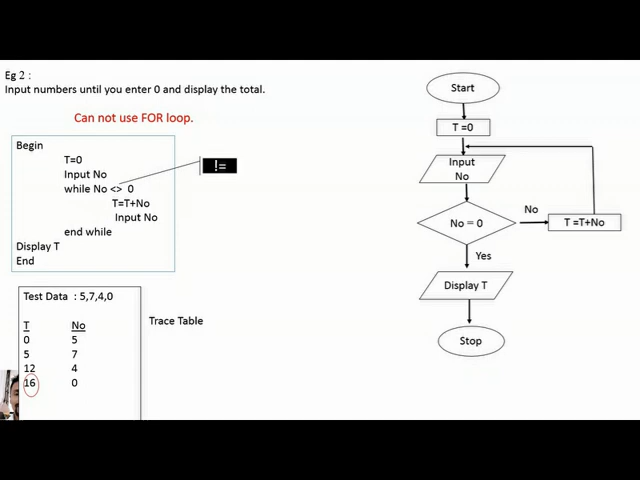 Eg 2 :
Input numbers until you enter 0 and display the total.
Can not use FOR loop.
Begin
T=0
Input No
while No <> 0
T=T+No
Input No
end while
Display T
End
!=
Test Data : 5,7,4,0
T No
0 5
5 7
12 4
16 0
Trace Table
Start
T =0
Input
No
No = 0
No
T =T+No
Yes
Display T
Stop